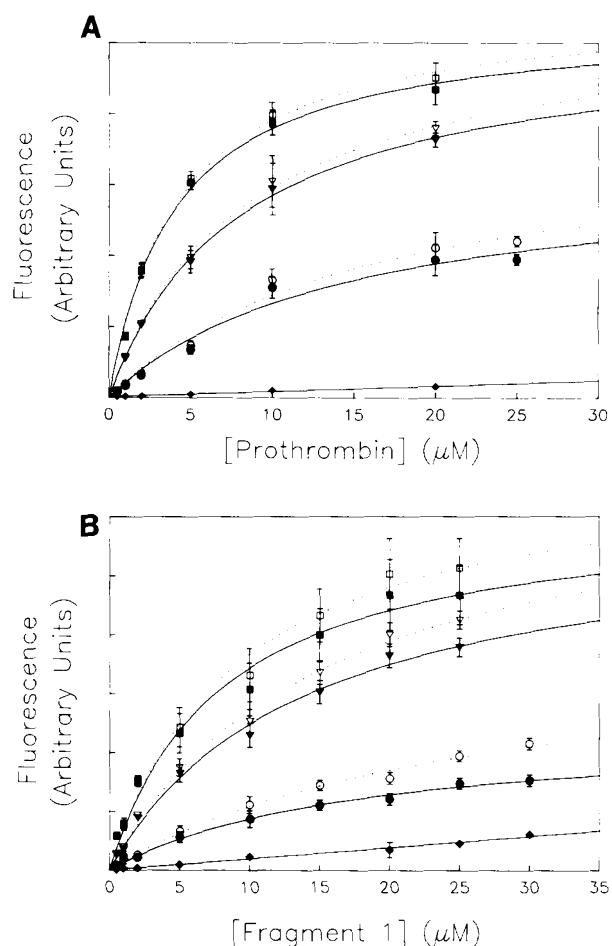 A
Fluorescence
(Arbitrary Units)
0 5 10 15 20 25 30
[Prothrombin] (μM)
B
Fluorescence
(Arbitrary Units)
0 5 10 15 20 25 30 35
[Fragment 1] (μM)